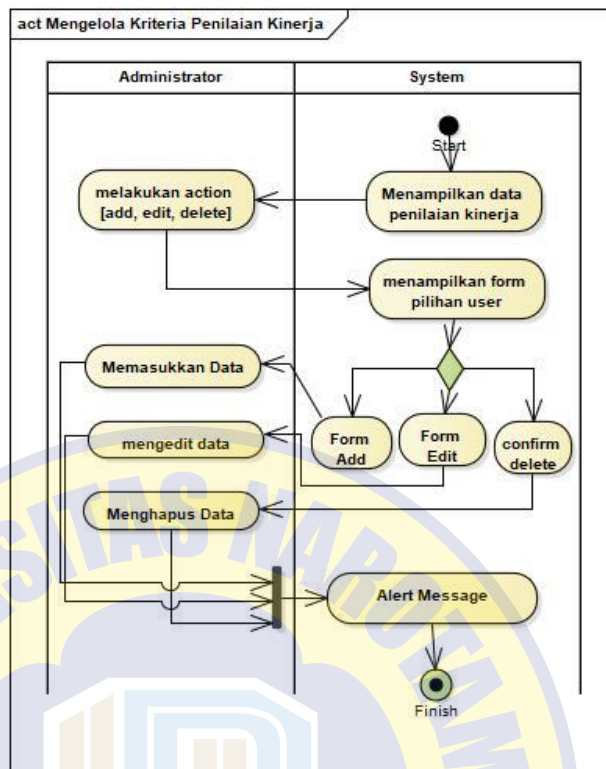 act Mengelola Kriteria Penilaian Kinerja
Administrator
System
Start
melakukan action
[add, edit, delete]
Menampilkan data
penilaian kinerja
menampilkan form
pilihan user
Memasukkan Data
mengedit data
Menghapus Data
Form
Add
Form
Edit
confirm
delete
Alert Message
Finish